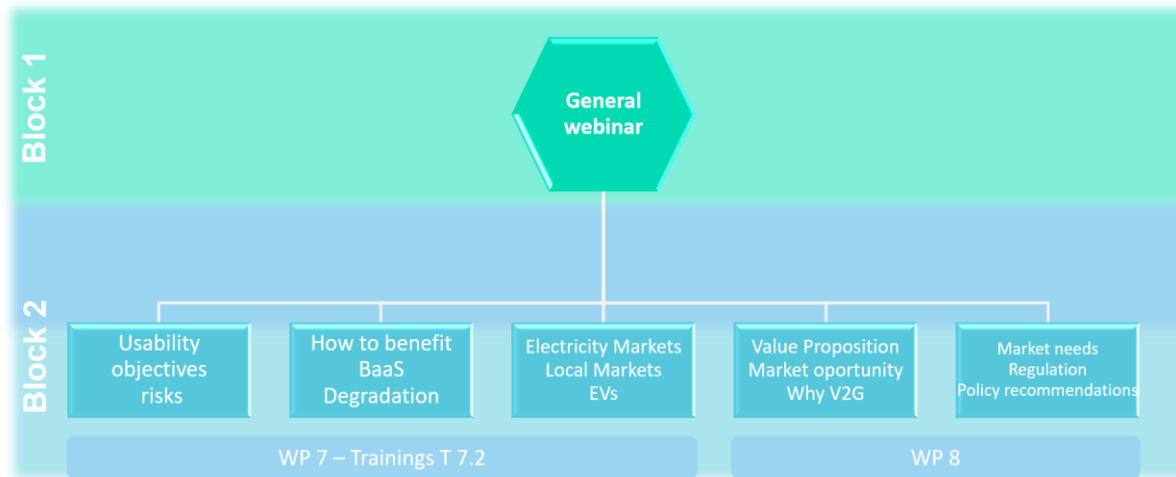 Block 1
General
webinar
Block 2
Usability
objectives
risks
How to benefit
BaaS
Degradation
Electricity Markets
Local Markets
EVs
Value Proposition
Market oportunity
Why V2G
Market needs
Regulation
Policy recommendations
WP 7 – Trainings T 7.2
WP 8